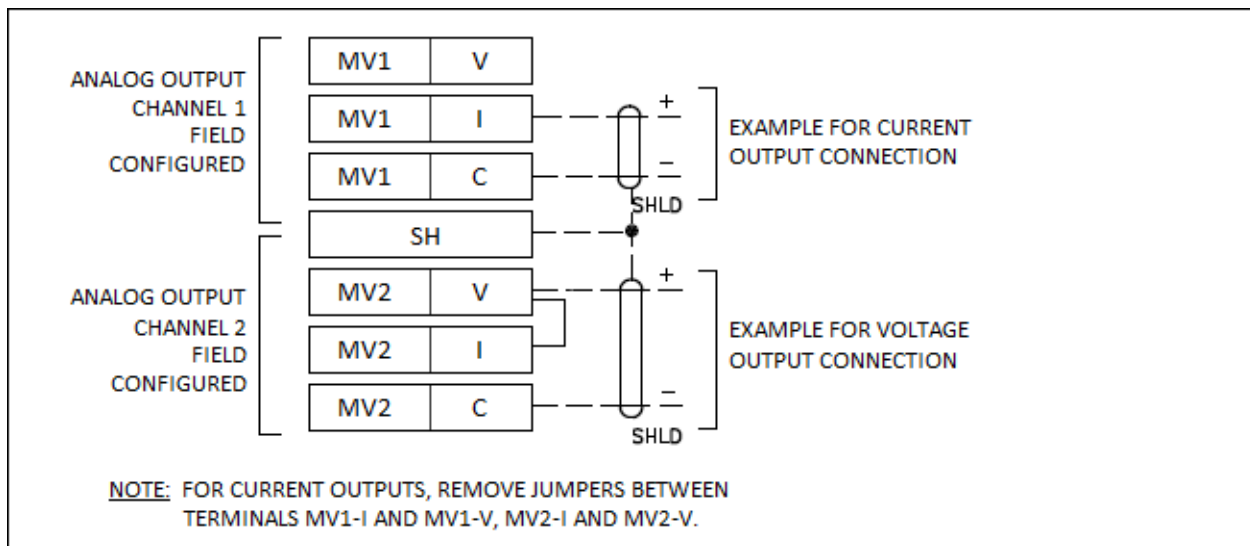 ANALOG OUTPUT
CHANNEL 1
FIELD
CONFIGURED
MV1 V
MV1 I
MV1 C
SH
MV2 V
MV2 I
MV2 C
ANALOG OUTPUT
CHANNEL 2
FIELD
CONFIGURED
+
−
SHLD
EXAMPLE FOR CURRENT
OUTPUT CONNECTION
+
−
SHLD
EXAMPLE FOR VOLTAGE
OUTPUT CONNECTION
NOTE: FOR CURRENT OUTPUTS, REMOVE JUMPERS BETWEEN
TERMINALS MV1-I AND MV1-V, MV2-I AND MV2-V.